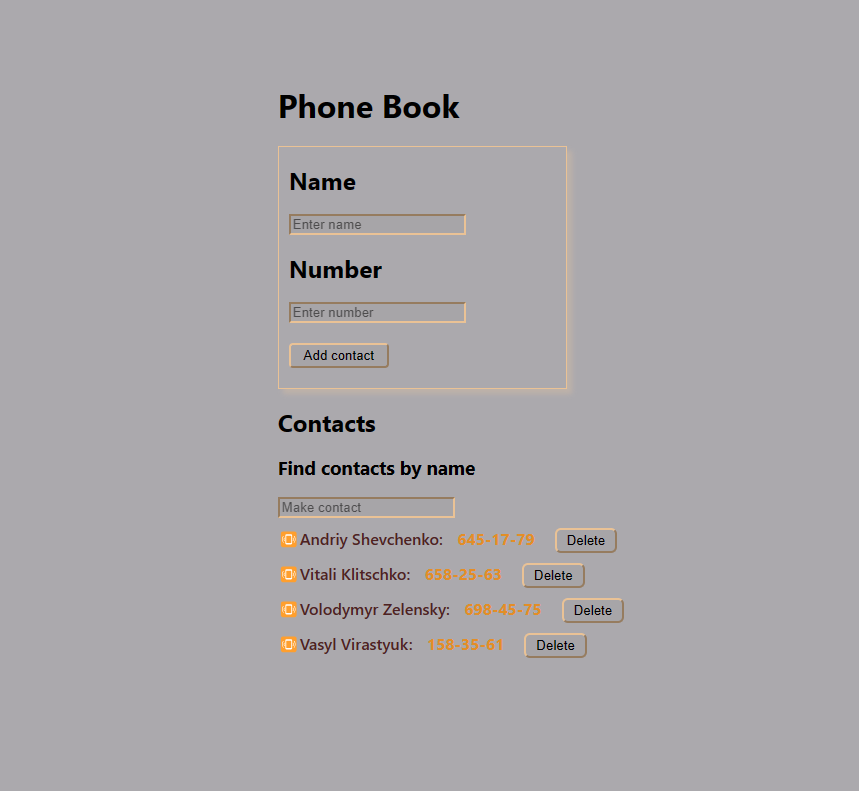 Phone Book
Name
Enter name
Number
Enter number
Add contact
Contacts
Find contacts by name
Make contact
Andriy Shevchenko: 645-17-79 Delete
Vitali Klitschko: 658-25-63 Delete
Volodymyr Zelensky: 698-45-75 Delete
Vasyl Virastyuk: 158-35-61 Delete